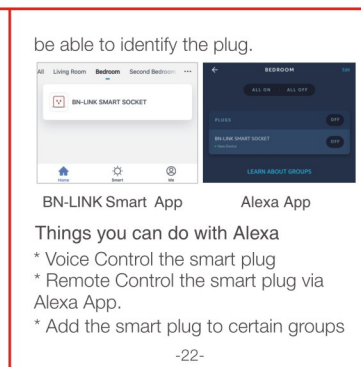 be able to identify the plug.
All Living Room Bedroom Second Bedroom ···
BN-LINK SMART SOCKET
Home Smart Me
BEDROOM Edit
ALL ON ALL OFF
PLUGS OFF
BN-LINK SMART SOCKET OFF
LEARN ABOUT GROUPS
BN-LINK Smart App Alexa App
Things you can do with Alexa
* Voice Control the smart plug
* Remote Control the smart plug via
Alexa App.
* Add the smart plug to certain groups
-22-